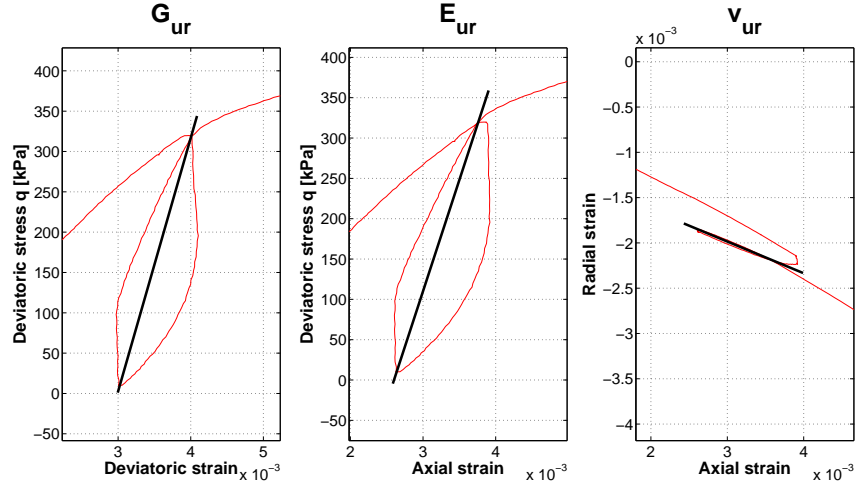 G_ur
400
350
300
250
200
150
100
50
0
−50
3
4
5
Deviatoric stress q [kPa]
Deviatoric strain
x 10^−3
E_ur
400
350
300
250
200
150
100
50
0
−50
2
3
4
Deviatoric stress q [kPa]
Axial strain
x 10^−3
v_ur
x 10^−3
0
−0.5
−1
−1.5
−2
−2.5
−3
−3.5
−4
2
3
4
Radial strain
Axial strain
x 10^−3